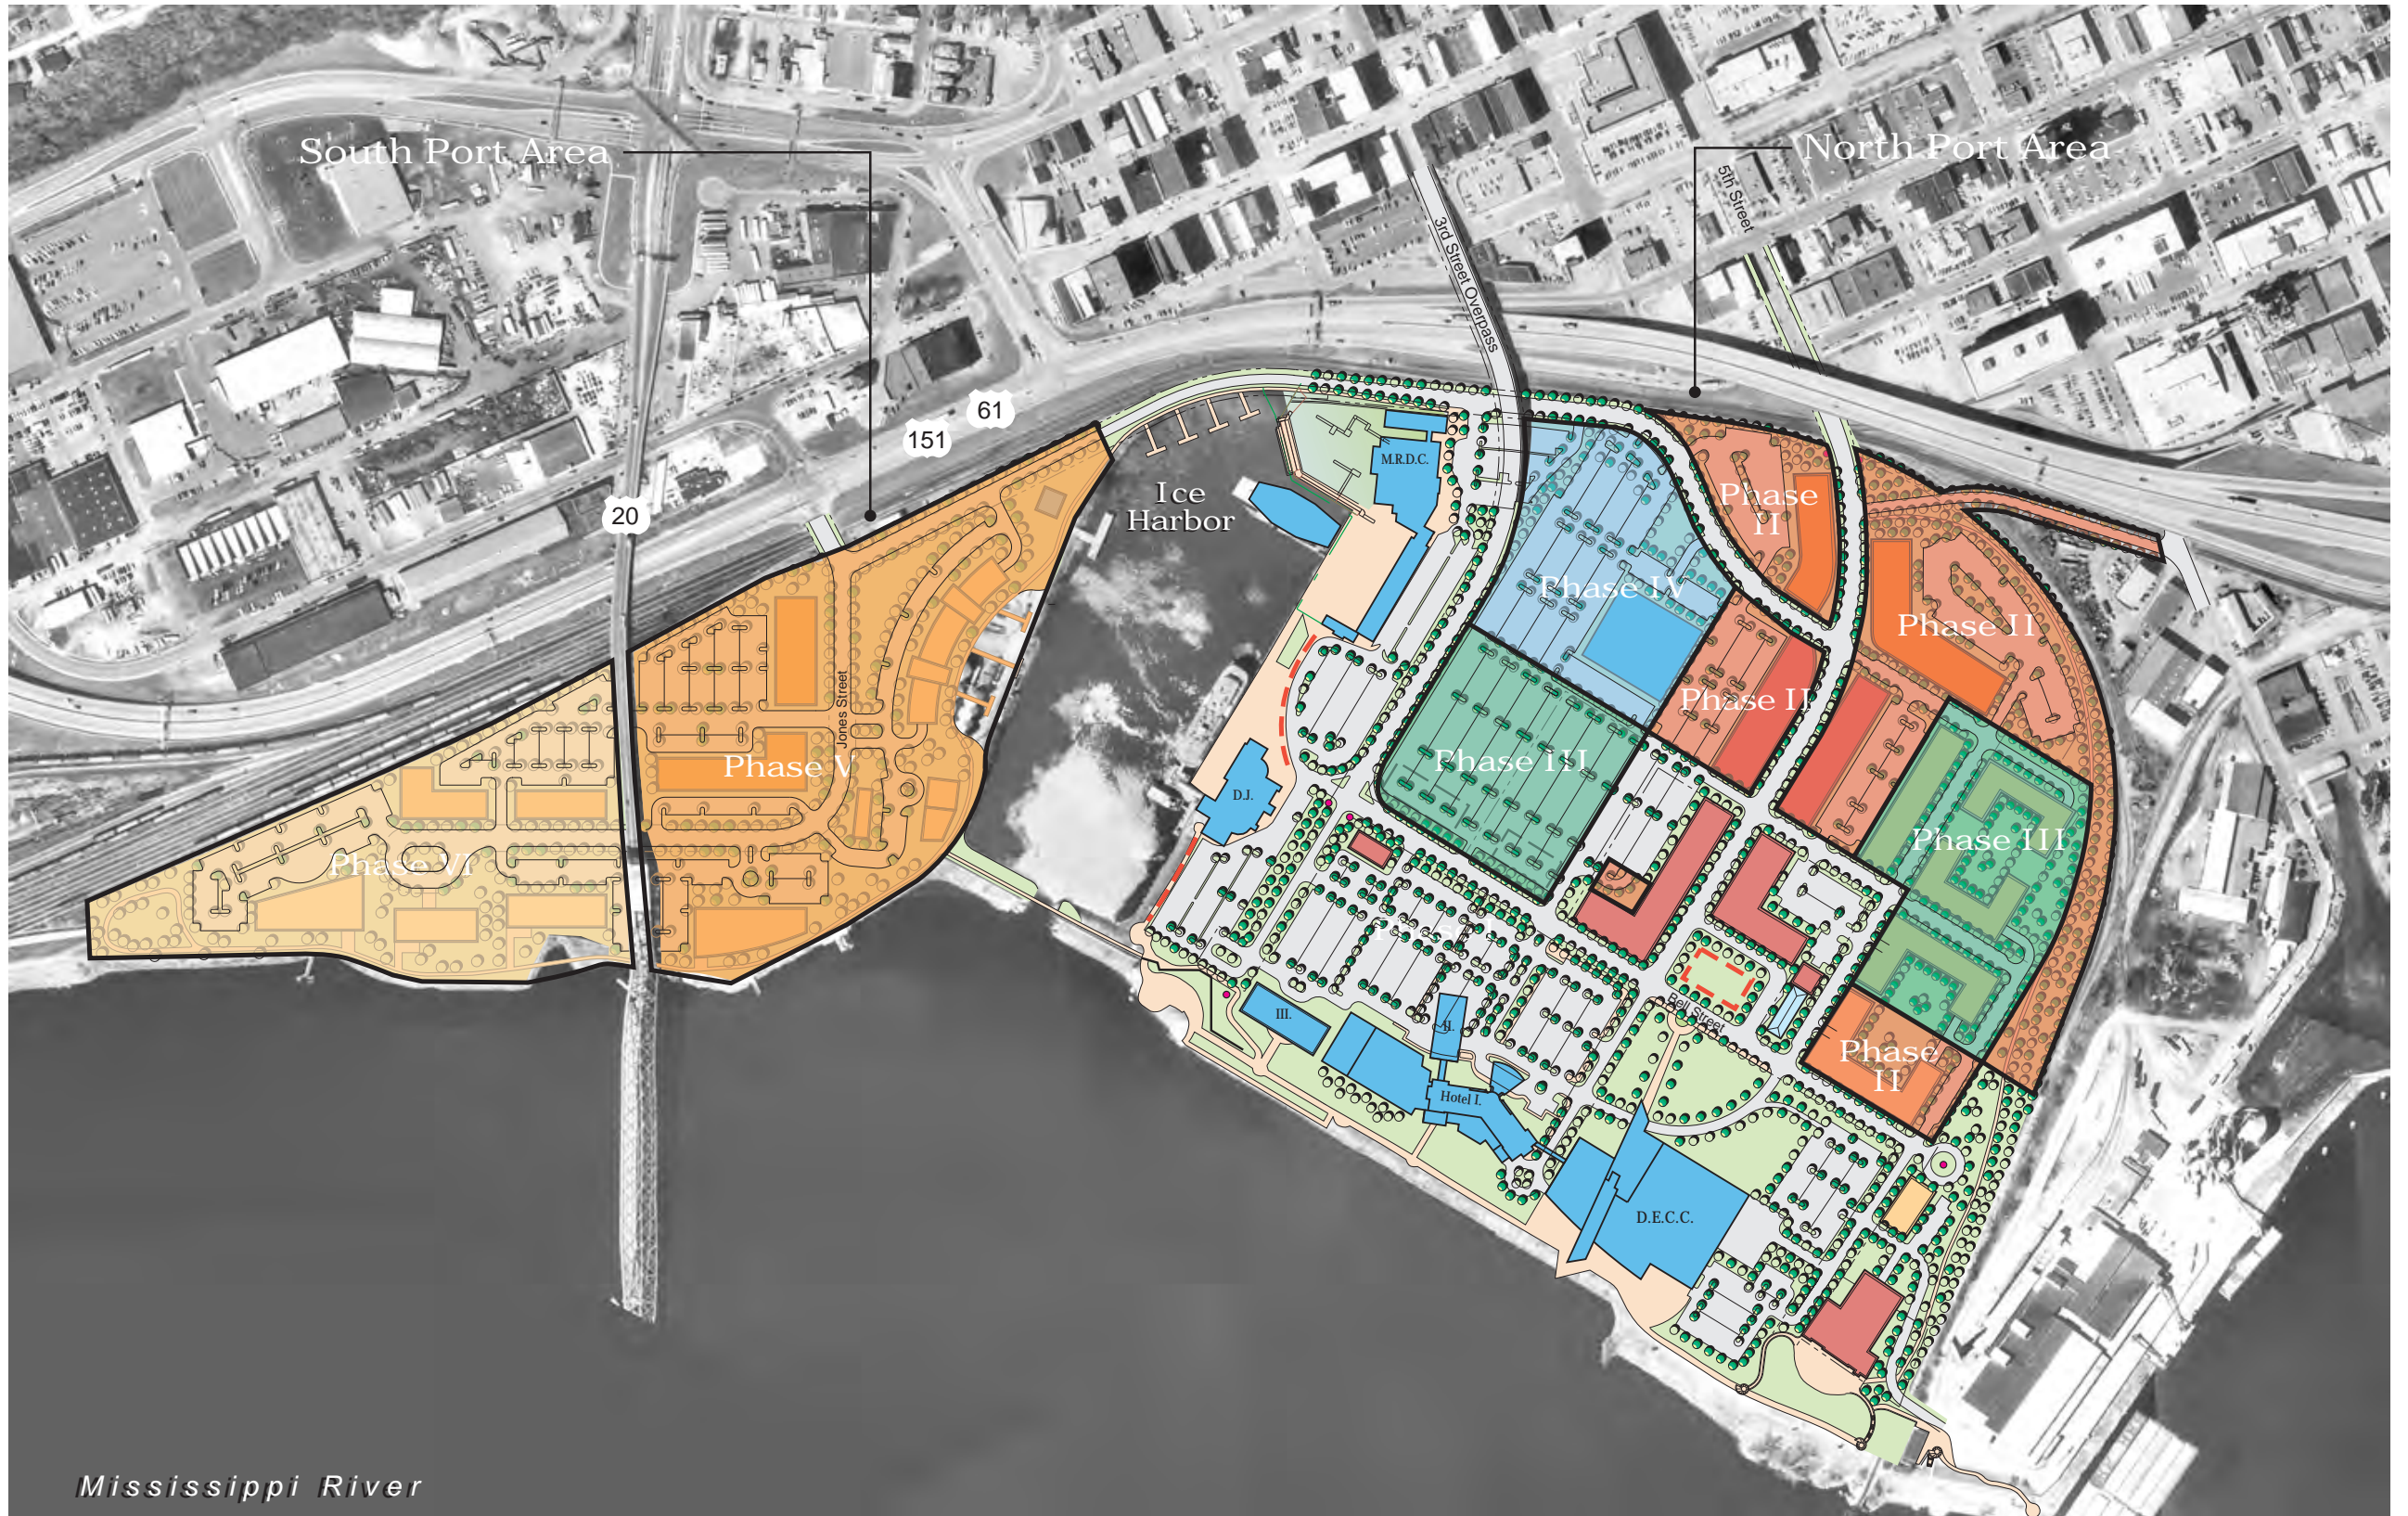 South Port Area
North Port Area
5th Street
3rd Street Overpass
61
151
20
Ice
Harbor
M.R.D.C.
Phase
II
Phase IV
Phase II
Phase II
Jones Street
Phase V
Phase III
D.J.
Phase III
Phase VI
Phase I
Bell Street
III.
II.
Phase
II
Hotel I.
D.E.C.C.
Mississippi River